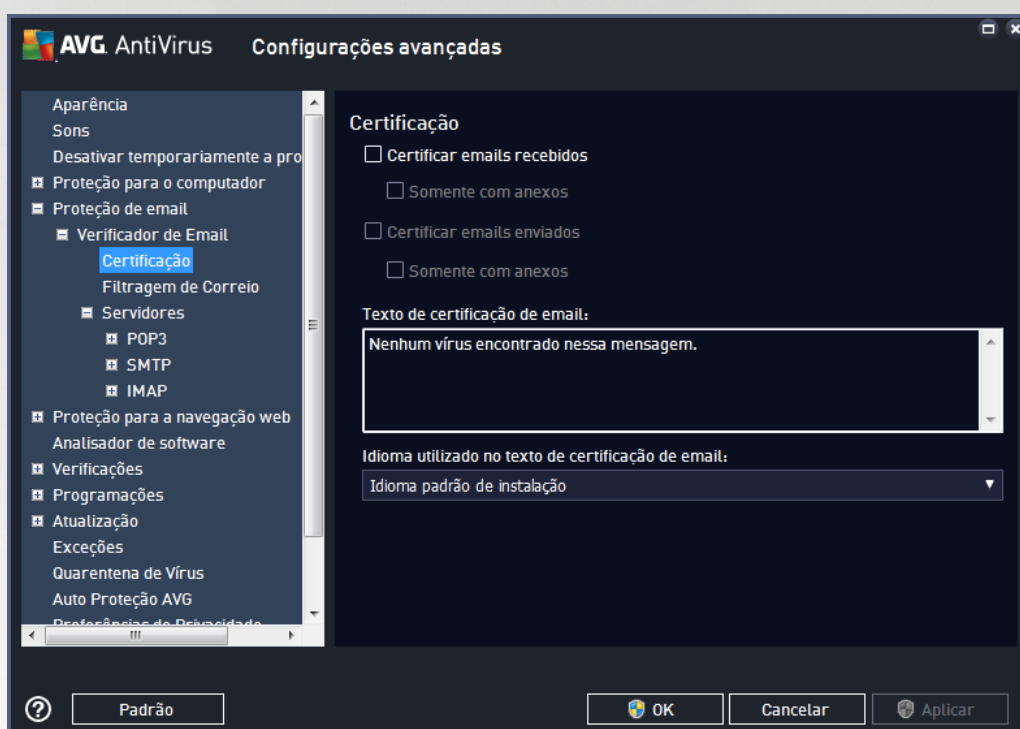 AVG. AntiVirus Configurações avançadas
Aparência
Sons
Desativar temporariamente a pro
Proteção para o computador
Proteção de email
Verificador de Email
Certificação
Filtragem de Correio
Servidores
POP3
SMTP
IMAP
Proteção para a navegação web
Analisador de software
Verificações
Programações
Atualização
Exceções
Quarentena de Vírus
Auto Proteção AVG
Preferências de Privacidade
Certificação
Certificar emails recebidos
Somente com anexos
Certificar emails enviados
Somente com anexos
Texto de certificação de email:
Nenhum vírus encontrado nessa mensagem.
Idioma utilizado no texto de certificação de email:
Idioma padrão de instalação
? Padrão OK Cancelar Aplicar